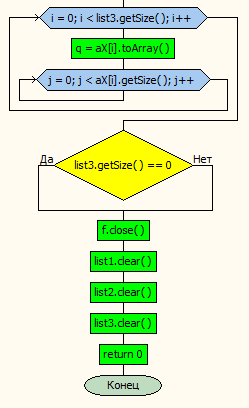 i = 0; i < list3.getSize(); i++
q = aX[i].toArray()
j = 0; j < aX[i].getSize(); j++
Да
Нет
list3.getSize() == 0
f.close()
list1.clear()
list2.clear()
list3.clear()
return 0
Конец